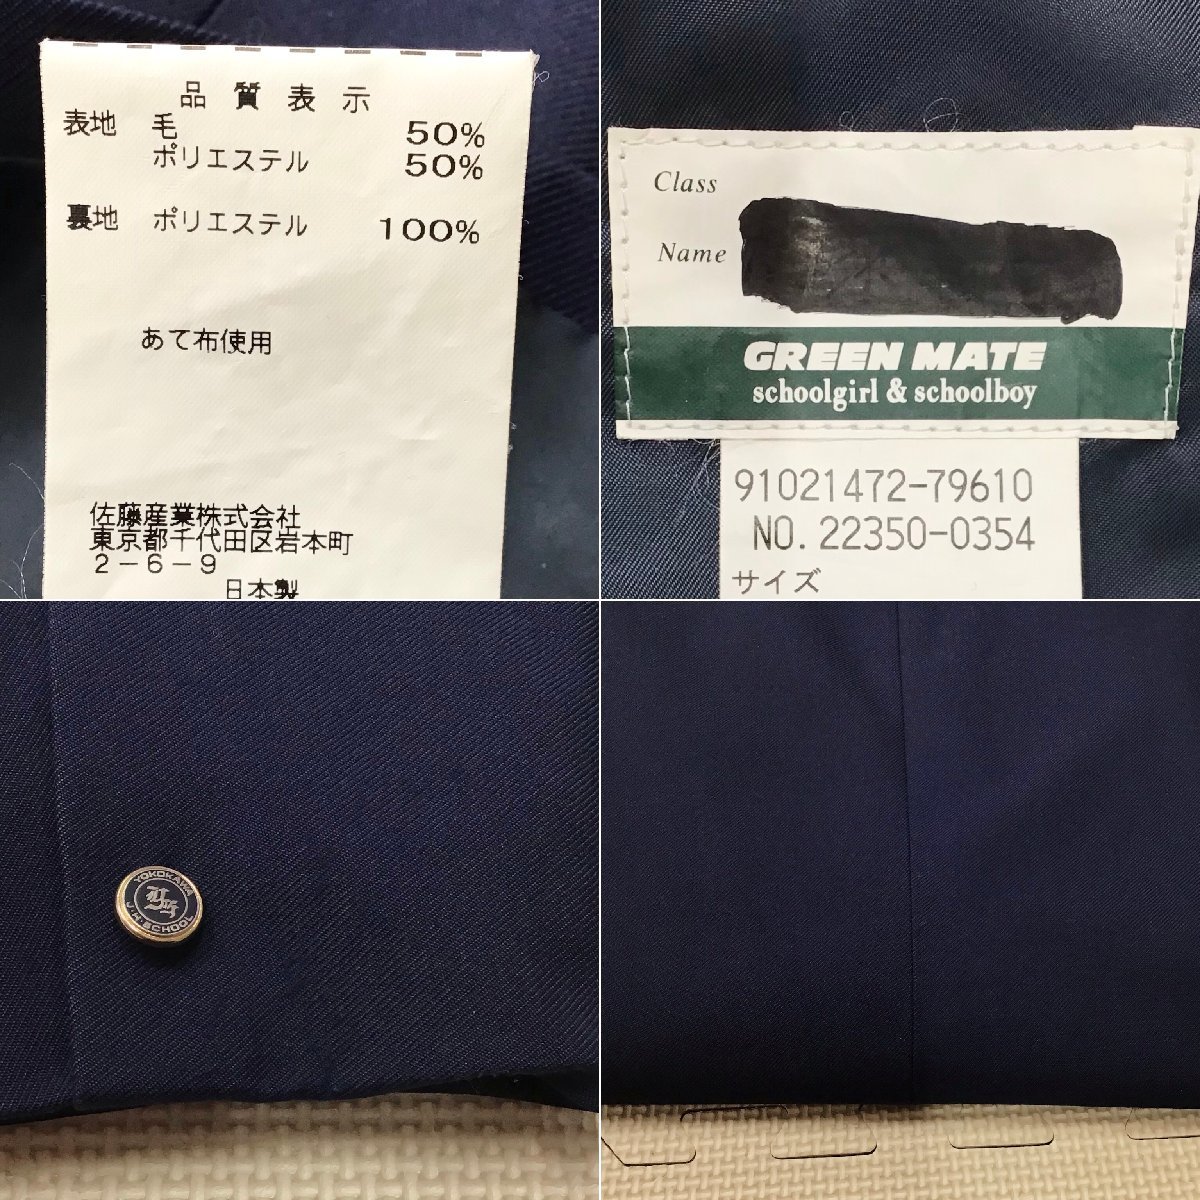 品質表示
表地 毛 50%
ポリエステル 50%
裏地 ポリエステル 100%
あて布使用
佐藤産業株式会社
東京都千代田区岩本町
2-6-9
日本製
Class
Name
GREEN MATE
schoolgirl & schoolboy
91021472-79610
NO. 22350-0354
サイズ
YOKOKAWA
J.H.SCHOOL